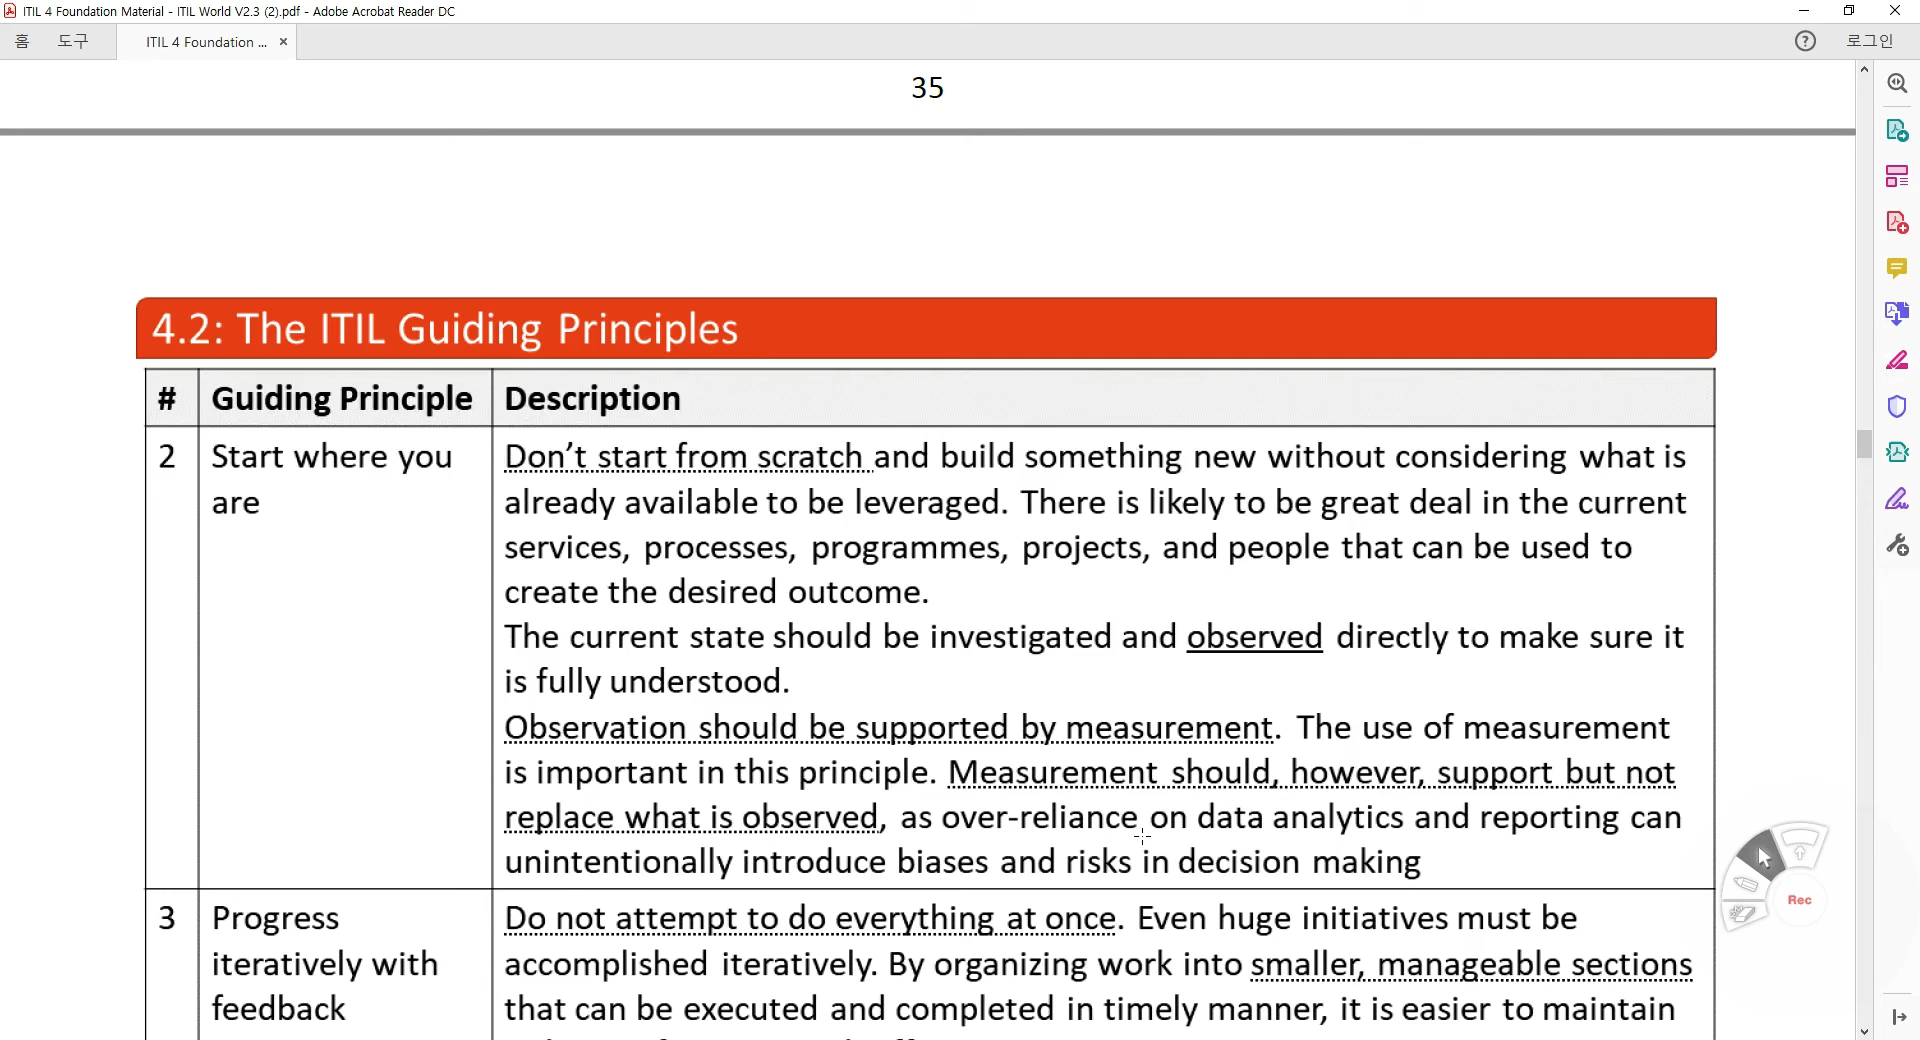 ITIL 4 Foundation Material - ITIL World V2.3 (2).pdf - Adobe Acrobat Reader DC
홈 도구 ITIL 4 Foundation ... × ? 로그인
35
4.2: The ITIL Guiding Principles
# Guiding Principle Description
2 Start where you are
Don’t start from scratch and build something new without considering what is
already available to be leveraged. There is likely to be great deal in the current
services, processes, programmes, projects, and people that can be used to
create the desired outcome.
The current state should be investigated and observed directly to make sure it
is fully understood.
Observation should be supported by measurement. The use of measurement
is important in this principle. Measurement should, however, support but not
replace what is observed, as over-reliance on data analytics and reporting can
unintentionally introduce biases and risks in decision making
Rec
3 Progress
iteratively with
feedback
Do not attempt to do everything at once. Even huge initiatives must be
accomplished iteratively. By organizing work into smaller, manageable sections
that can be executed and completed in timely manner, it is easier to maintain